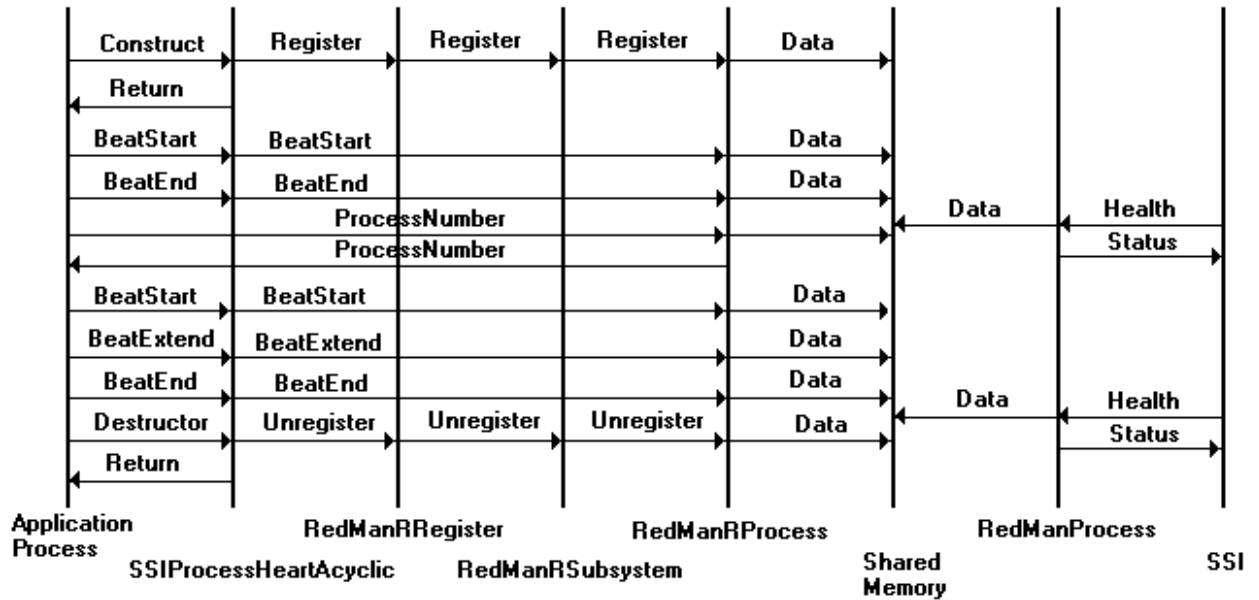 Construct Register Register Register Data
Return
BeatStart BeatStart Data
BeatEnd BeatEnd Data
Data Health
ProcessNumber
Status
ProcessNumber
BeatStart BeatStart Data
BeatExtend BeatExtend Data
BeatEnd BeatEnd Data
Data Health
Destructor Unregister Unregister Unregister Data
Status
Return
Application
Process
RedManRRegister
RedManRProcess
RedManProcess
SSIProcessHeartAcyclic
RedManRSubsystem
Shared
Memory
SSI